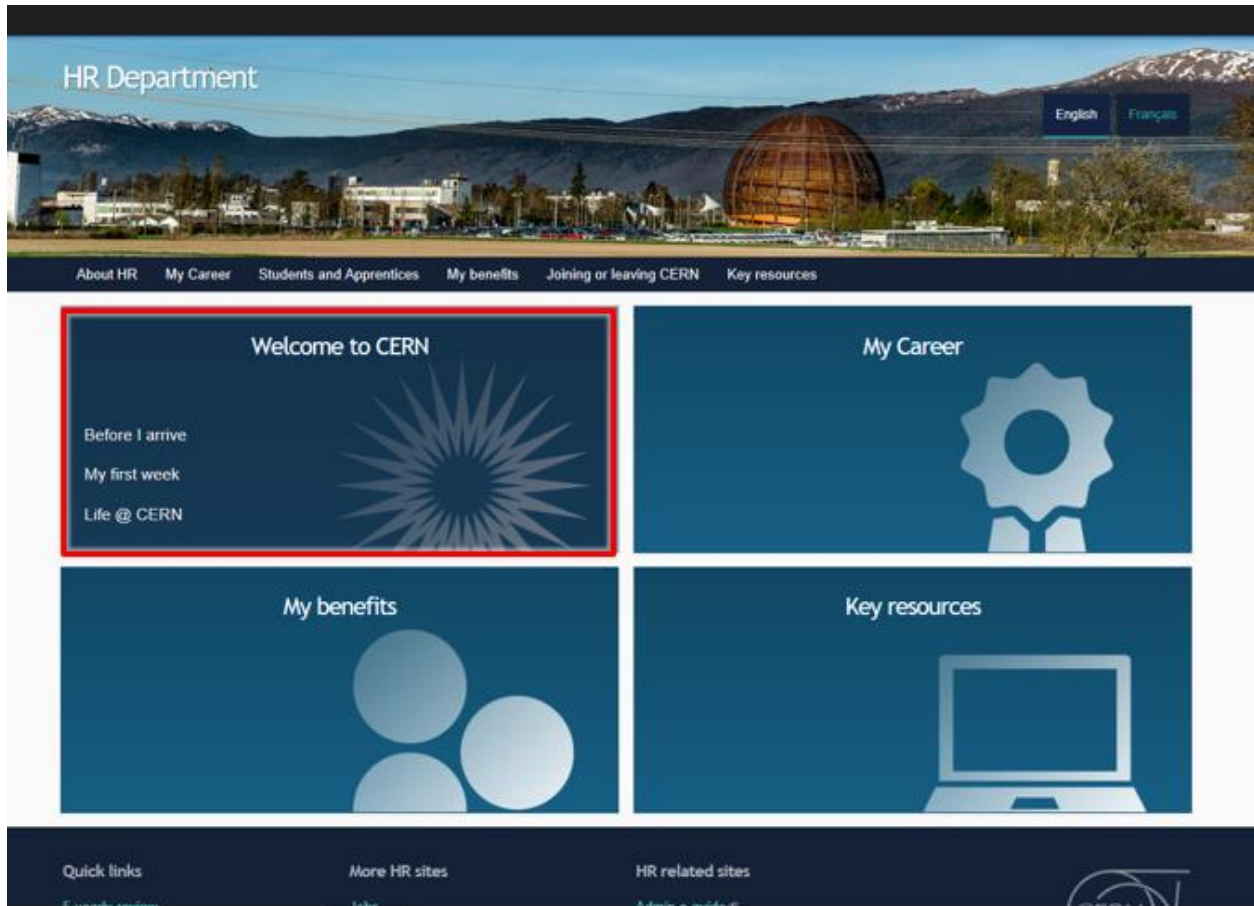 HR Department
English Français
About HR My Career Students and Apprentices My benefits Joining or leaving CERN Key resources
Welcome to CERN
Before I arrive
My first week
Life @ CERN
My Career
My benefits
Key resources
Quick links More HR sites HR related sites
CERN